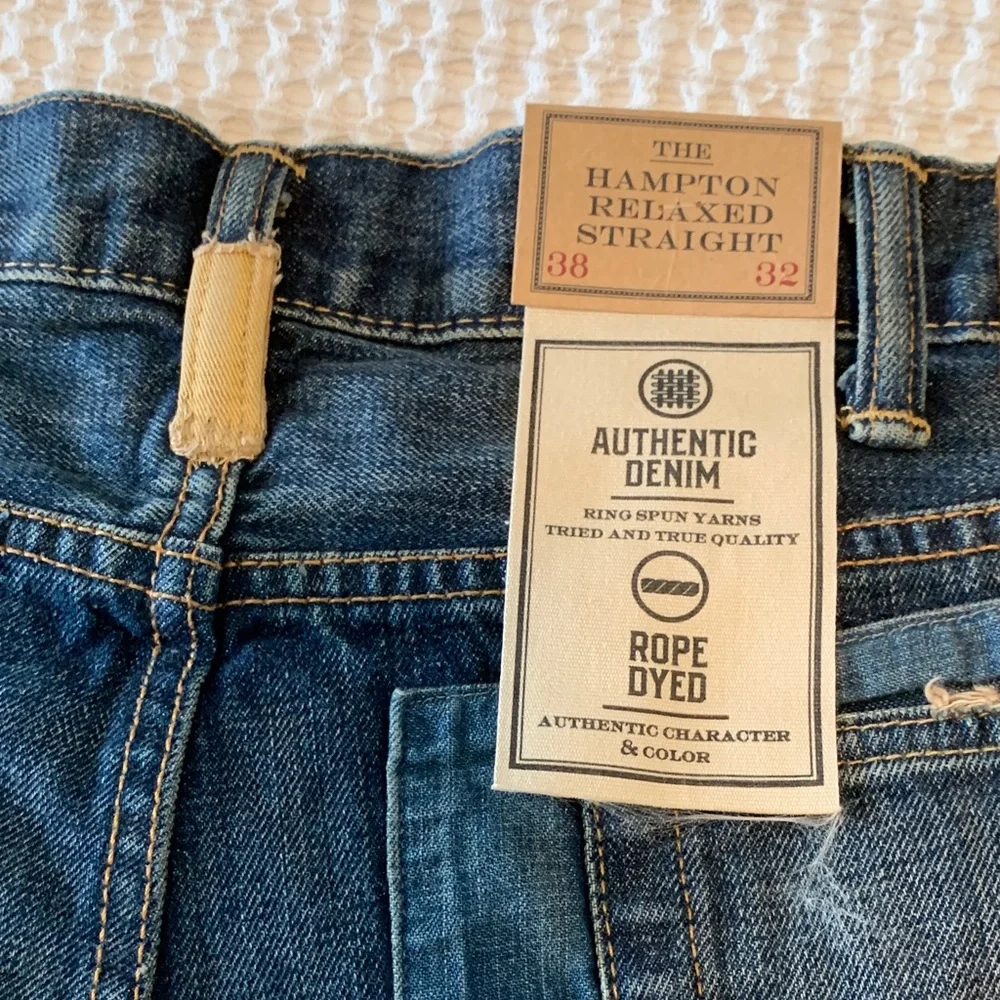 THE
HAMPTON
RELAXED
STRAIGHT
38 32
AUTHENTIC
DENIM
RING SPUN YARNS
TRIED AND TRUE QUALITY
ROPE
DYED
AUTHENTIC CHARACTER
& COLOR